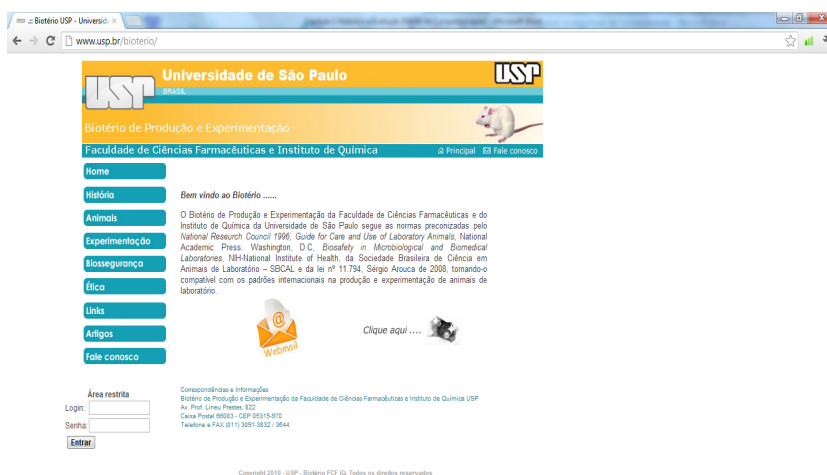 .:: Biotério USP - Universida
www.usp.br/bioterio/
USP
Universidade de São Paulo
USP
BRASIL
Biotério de Produção e Experimentação
Faculdade de Ciências Farmacêuticas e Instituto de Química
Principal
Fale conosco
Home
História
Animais
Experimentação
Biossegurança
Ética
Links
Artigos
Fale conosco
Bem vindo ao Biotério ......
O Biotério de Produção e Experimentação da Faculdade de Ciências Farmacêuticas e do
Instituto de Química da Universidade de São Paulo segue as normas preconizadas pelo
National Research Council 1996, Guide for Care and Use of Laboratory Animals, National
Academic Press. Washington, D.C, Biosafety in Microbiological and Biomedical
Laboratories, NIH-National Institute of Health, da Sociedade Brasileira de Ciência em
Animais de Laboratório – SBCAL e da lei nº 11.794, Sérgio Arouca de 2008, tornando-o
compatível com os padrões internacionais na produção e experimentação de animais de
laboratório.
@
Webmail
Clique aqui ....
Área restrita
Login:
Senha:
Entrar
Correspondências e Informações
Biotério de Produção e Experimentação da Faculdade de Ciências Farmacêuticas e Instituto de Química USP
Av. Prof. Lineu Prestes, 822
Caixa Postal 66083 - CEP 05315-970
Telefone e FAX (011) 3091-3832 / 3644
Copyright 2010 - USP - Biotério FCF IQ. Todos os direitos reservados